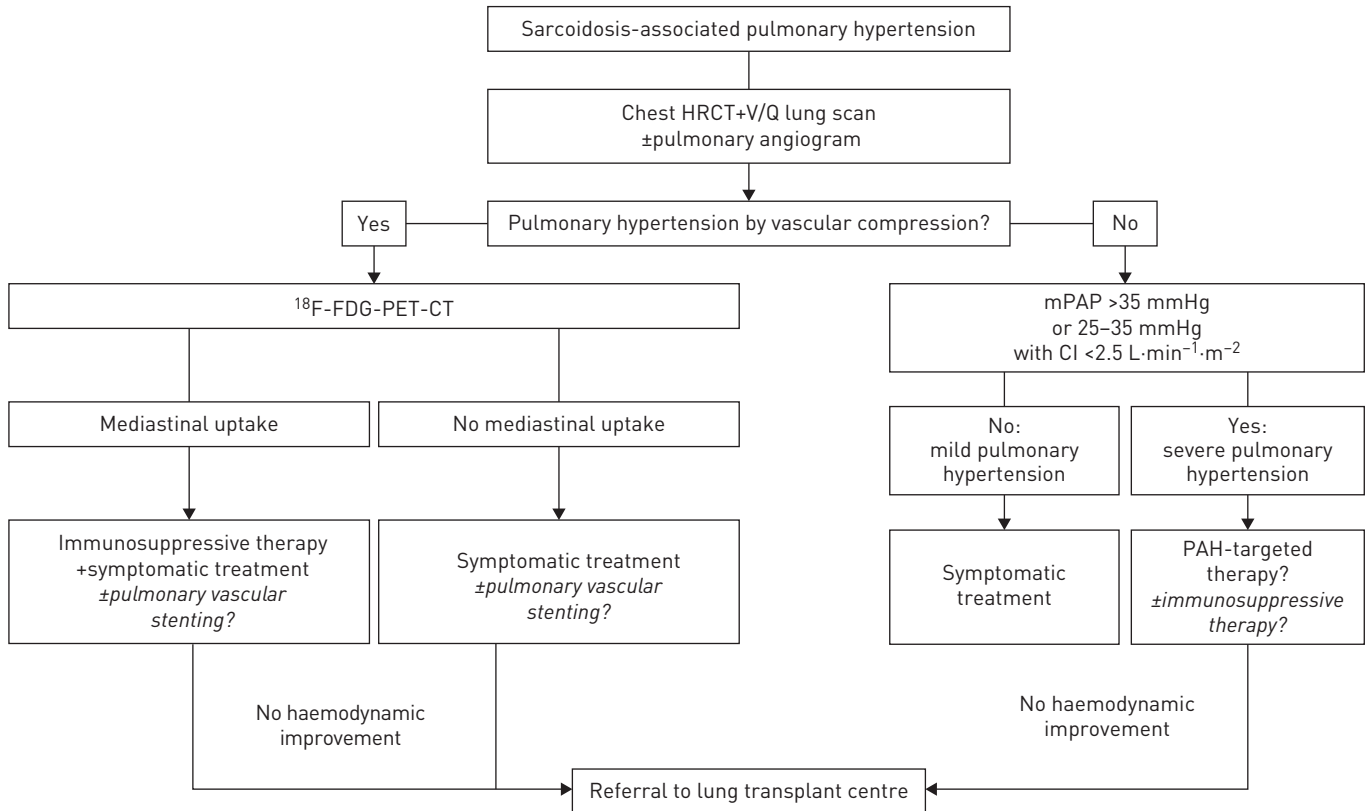 Sarcoidosis-associated pulmonary hypertension
Chest HRCT+V/Q lung scan
±pulmonary angiogram
Yes
Pulmonary hypertension by vascular compression?
No
¹⁸F-FDG-PET-CT
mPAP >35 mmHg
or 25–35 mmHg
with CI <2.5 L·min⁻¹·m⁻²
Mediastinal uptake
No mediastinal uptake
No:
mild pulmonary
hypertension
Yes:
severe pulmonary
hypertension
Immunosuppressive therapy
+symptomatic treatment
±pulmonary vascular
stenting?
Symptomatic treatment
±pulmonary vascular
stenting?
Symptomatic
treatment
PAH-targeted
therapy?
±immunosuppressive
therapy?
No haemodynamic
improvement
No haemodynamic
improvement
Referral to lung transplant centre